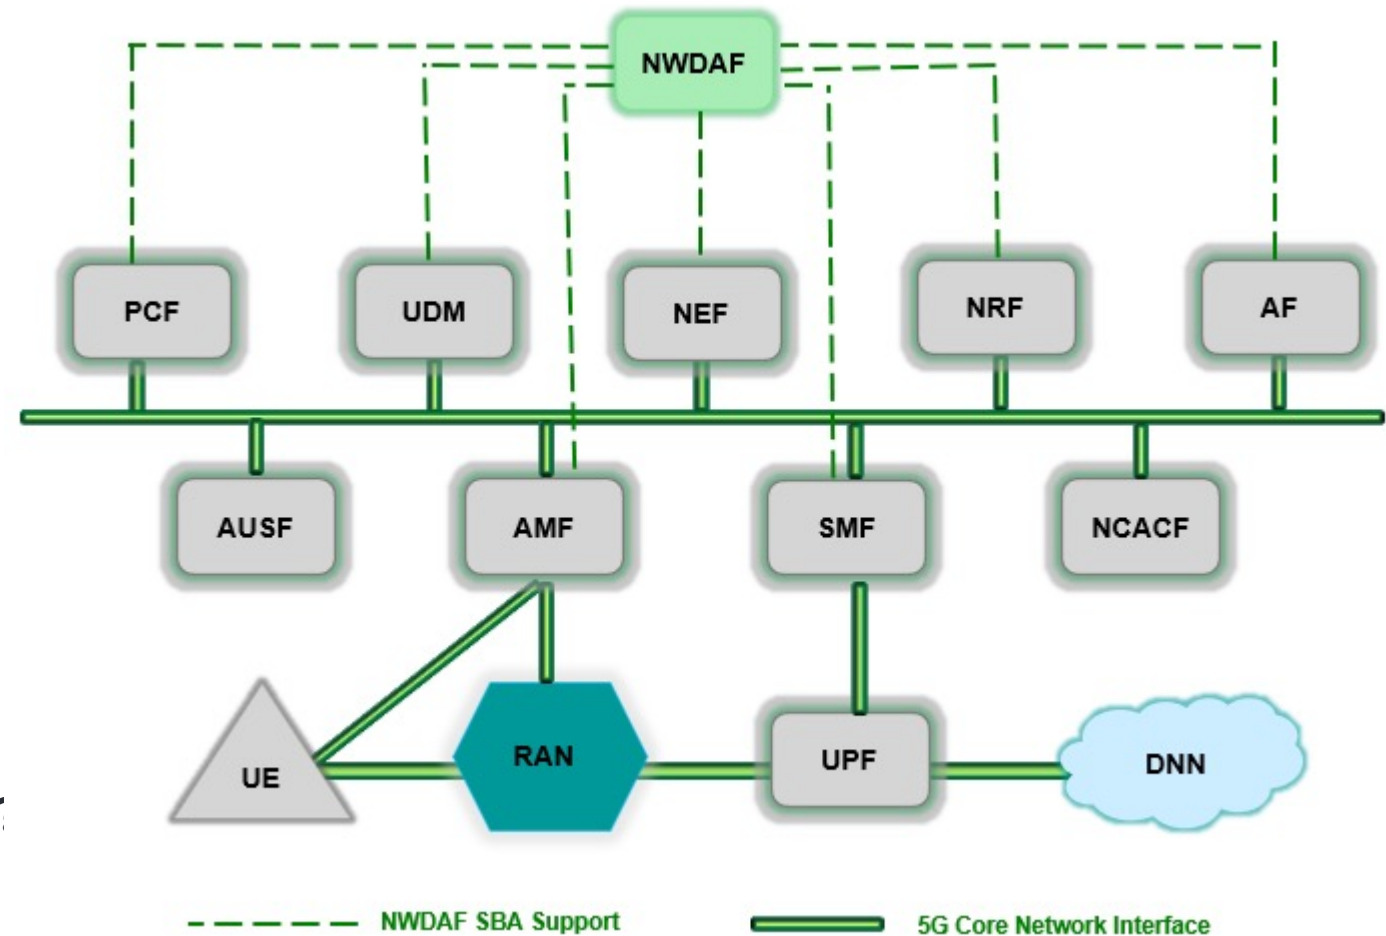 NWDAF
PCF
UDM
NEF
NRF
AF
AUSF
AMF
SMF
NCACF
UE
RAN
UPF
DNN
NWDAF SBA Support
5G Core Network Interface